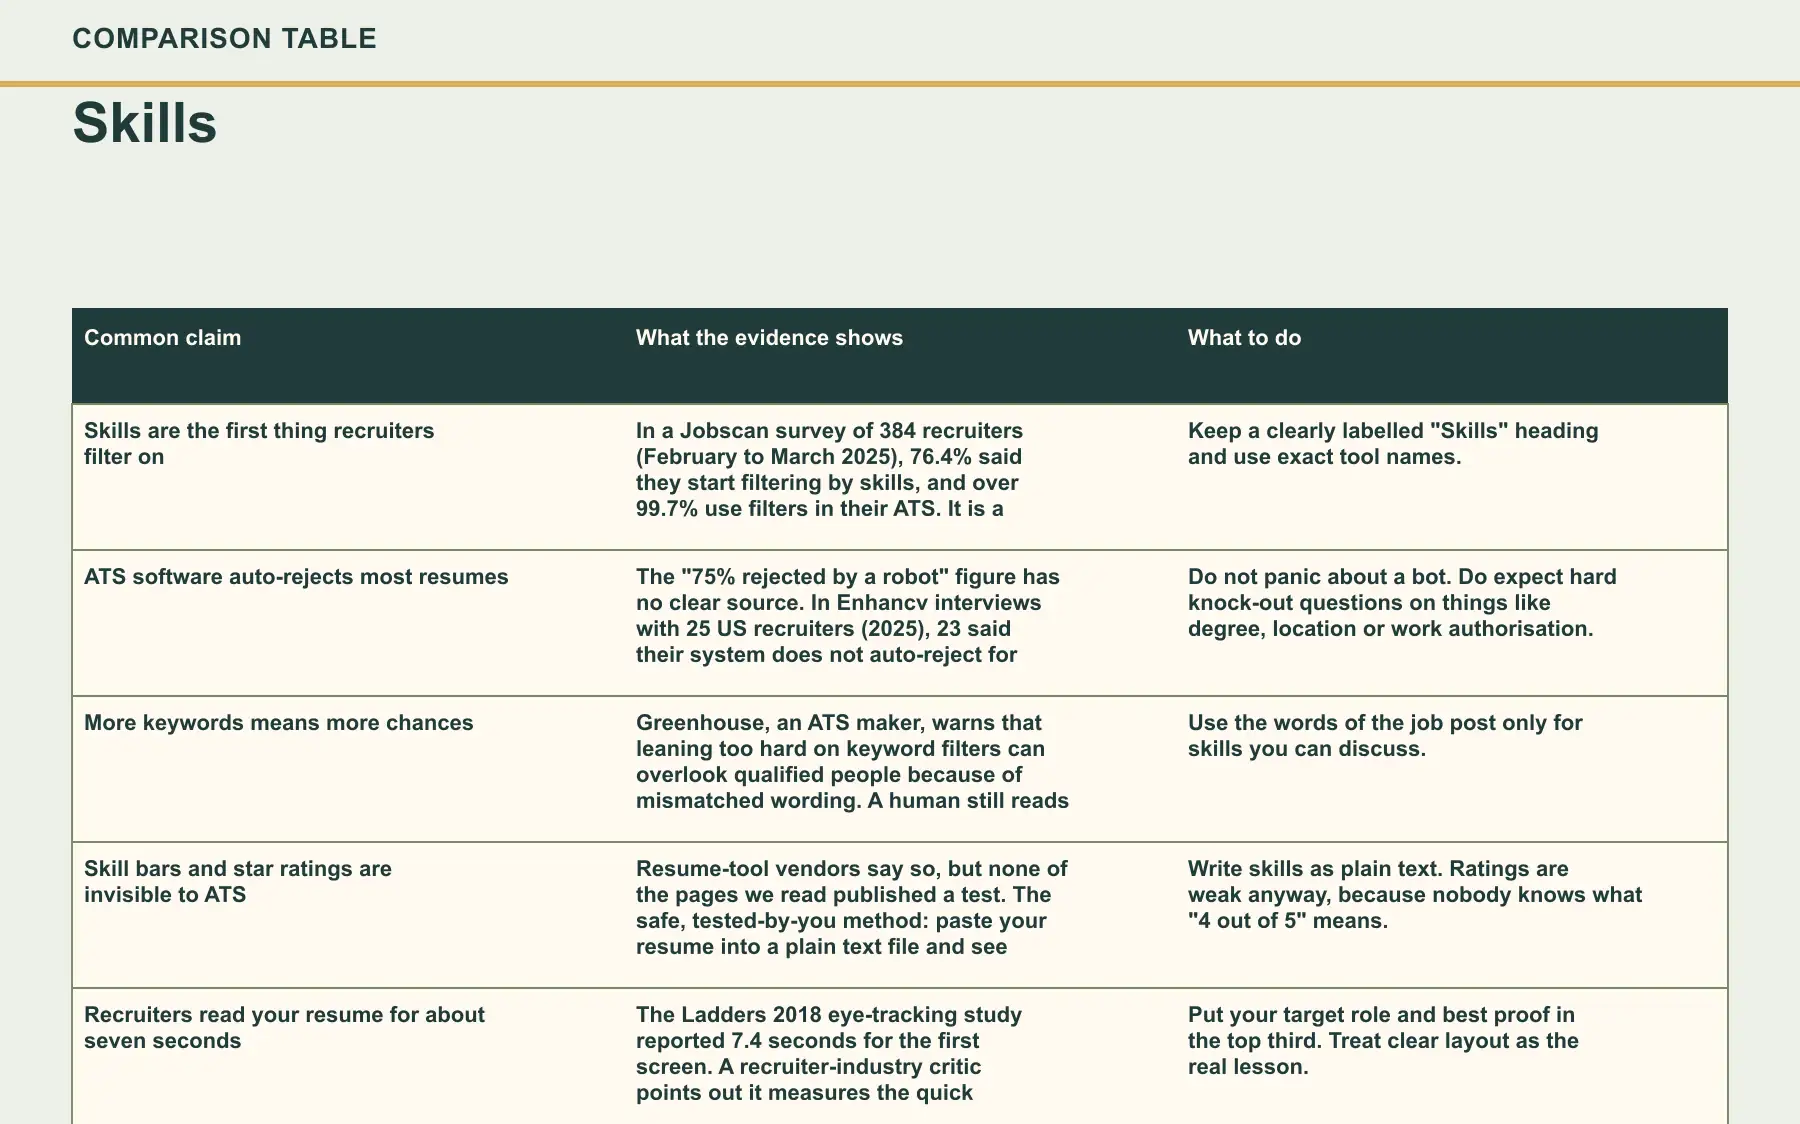 COMPARISON TABLE
Skills
Common claim
What the evidence shows
What to do
Skills are the first thing recruiters
filter on
In a Jobscan survey of 384 recruiters
(February to March 2025), 76.4% said
they start filtering by skills, and over
99.7% use filters in their ATS. It is a
Keep a clearly labelled "Skills" heading
and use exact tool names.
ATS software auto-rejects most resumes
The "75% rejected by a robot" figure has
no clear source. In Enhancv interviews
with 25 US recruiters (2025), 23 said
their system does not auto-reject for
Do not panic about a bot. Do expect hard
knock-out questions on things like
degree, location or work authorisation.
More keywords means more chances
Greenhouse, an ATS maker, warns that
leaning too hard on keyword filters can
overlook qualified people because of
mismatched wording. A human still reads
Use the words of the job post only for
skills you can discuss.
Skill bars and star ratings are
invisible to ATS
Resume-tool vendors say so, but none of
the pages we read published a test. The
safe, tested-by-you method: paste your
resume into a plain text file and see
Write skills as plain text. Ratings are
weak anyway, because nobody knows what
"4 out of 5" means.
Recruiters read your resume for about
seven seconds
The Ladders 2018 eye-tracking study
reported 7.4 seconds for the first
screen. A recruiter-industry critic
points out it measures the quick
Put your target role and best proof in
the top third. Treat clear layout as the
real lesson.